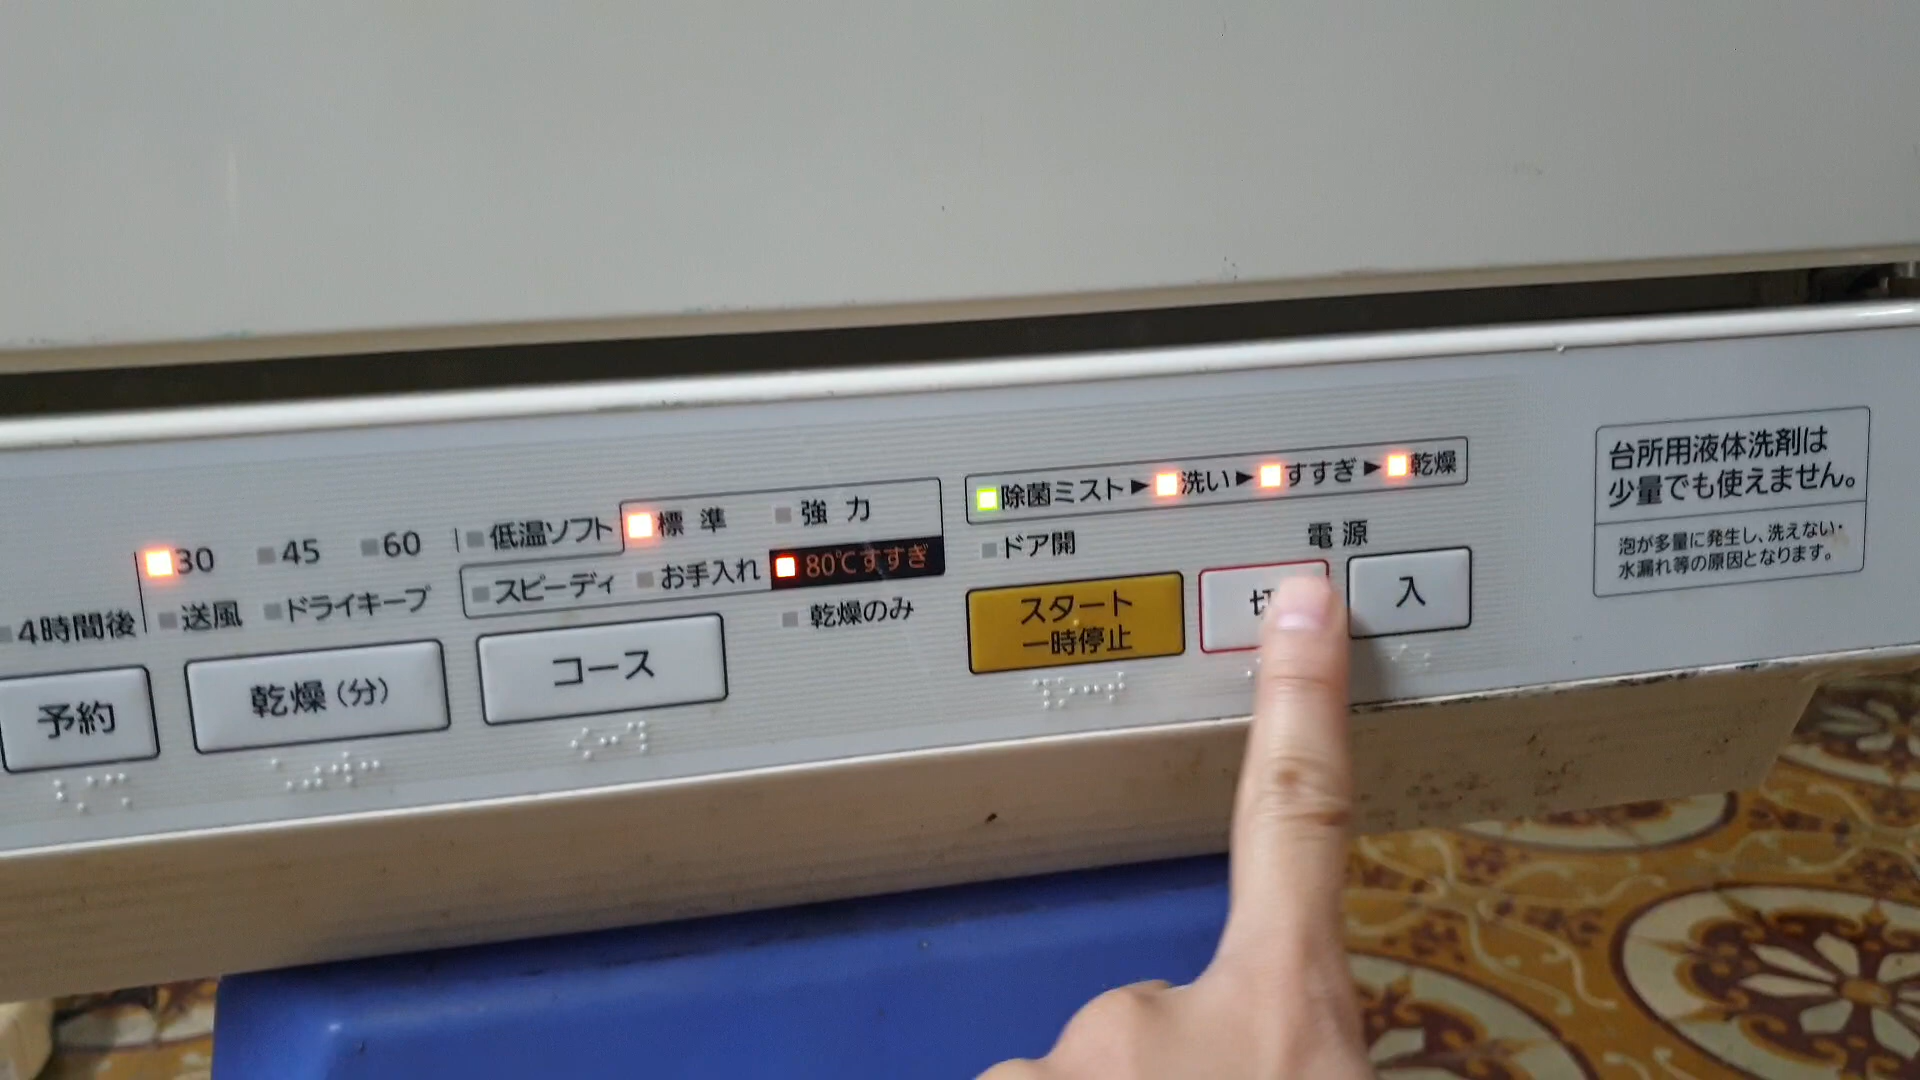 30 45 60
4時間後 送風 ドライキープ
予約
乾燥(分)
低温ソフト 標準 強力
スピーディ お手入れ 80℃すすぎ
乾燥のみ
コース
除菌ミスト▶洗い▶すすぎ▶乾燥
ドア開
電源
スタート
一時停止
切
入
台所用液体洗剤は
少量でも使えません。
泡が多量に発生し、洗えない・
水漏れ等の原因となります。